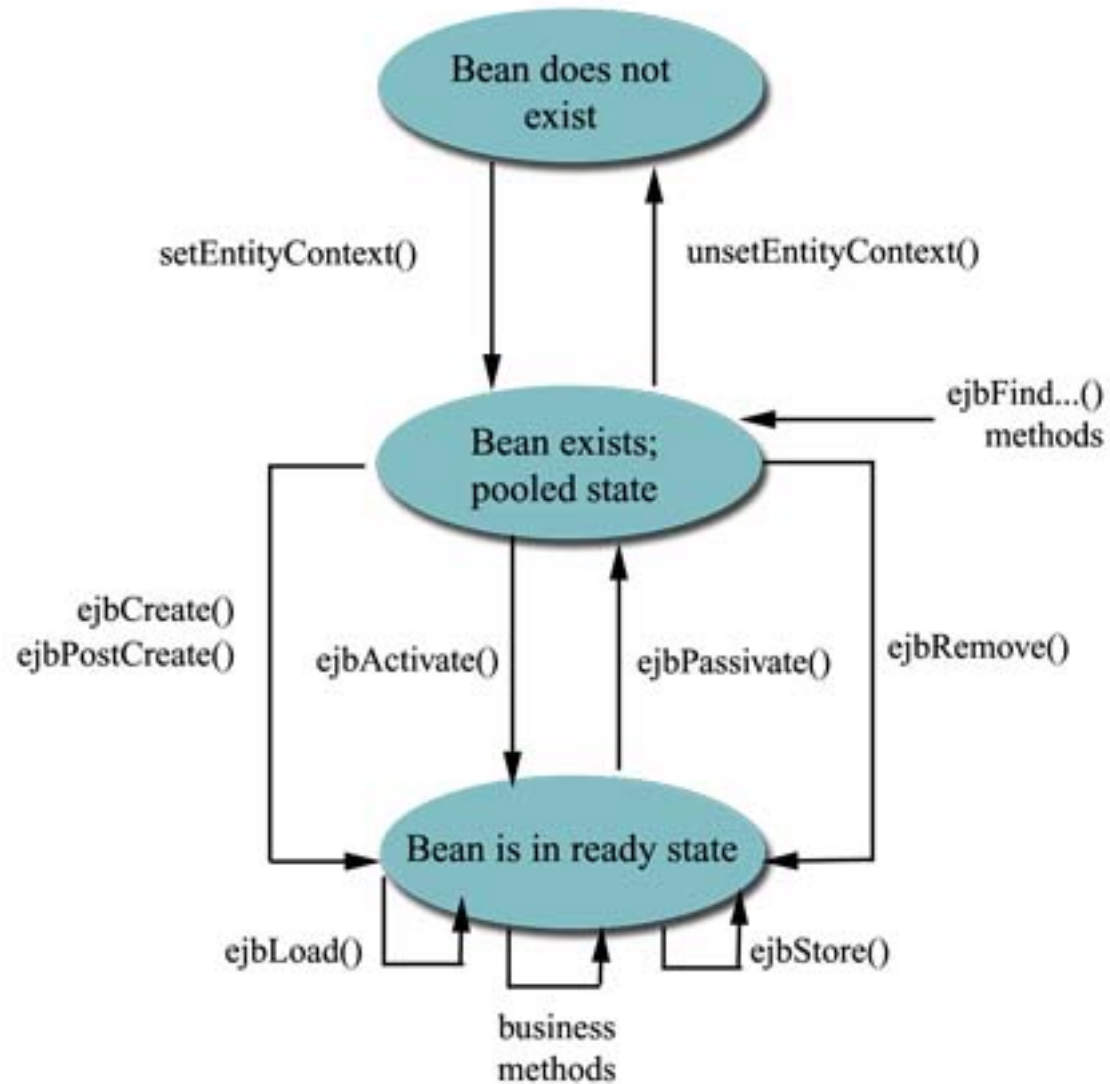 Bean does not
exist
setEntityContext()
unsetEntityContext()
ejbFind...()
methods
Bean exists;
pooled state
ejbCreate()
ejbPostCreate()
ejbActivate()
ejbPassivate()
ejbRemove()
Bean is in ready state
ejbLoad()
ejbStore()
business
methods